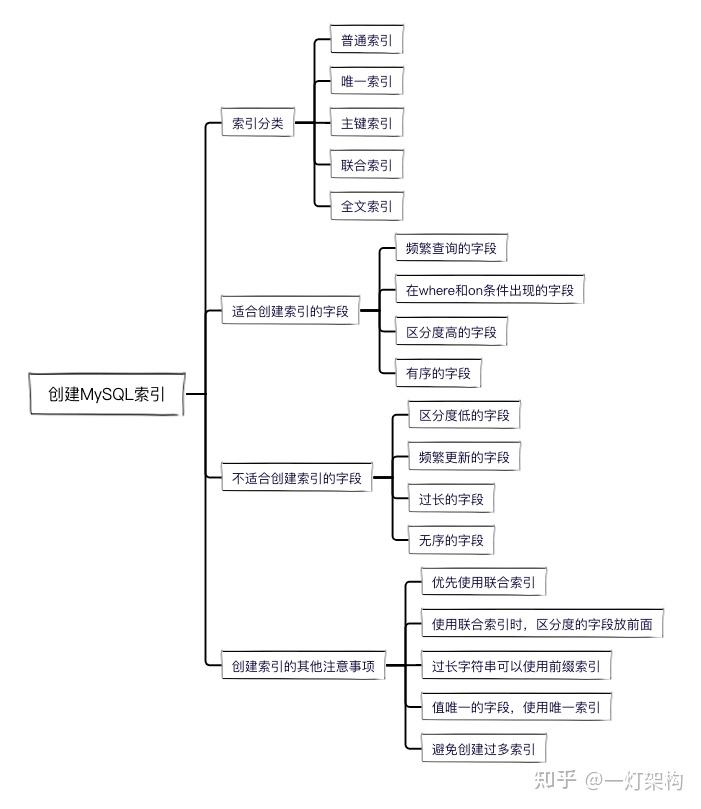 创建MySQL索引
索引分类
普通索引
唯一索引
主键索引
联合索引
全文索引
适合创建索引的字段
频繁查询的字段
在where和on条件出现的字段
区分度高的字段
有序的字段
不适合创建索引的字段
区分度低的字段
频繁更新的字段
过长的字段
无序的字段
创建索引的其他注意事项
优先使用联合索引
使用联合索引时，区分度的字段放前面
过长字符串可以使用前缀索引
值唯一的字段，使用唯一索引
避免创建过多索引
知乎 @一灯架构